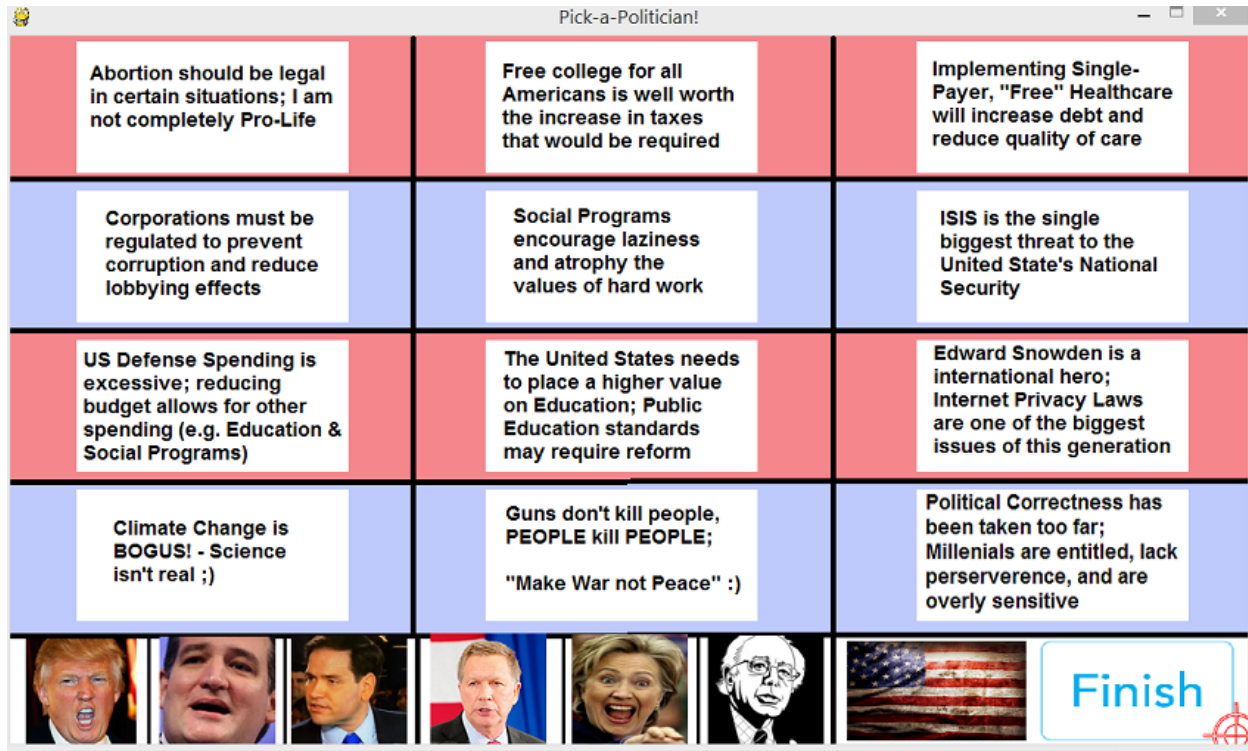 Pick-a-Politician!
Abortion should be legal
in certain situations; I am
not completely Pro-Life
Free college for all
Americans is well worth
the increase in taxes
that would be required
Implementing Single-
Payer, "Free" Healthcare
will increase debt and
reduce quality of care
Corporations must be
regulated to prevent
corruption and reduce
lobbying effects
Social Programs
encourage laziness
and atrophy the
values of hard work
ISIS is the single
biggest threat to the
United State's National
Security
US Defense Spending is
excessive; reducing
budget allows for other
spending (e.g. Education &
Social Programs)
The United States needs
to place a higher value
on Education; Public
Education standards
may require reform
Edward Snowden is a
international hero;
Internet Privacy Laws
are one of the biggest
issues of this generation
Climate Change is
BOGUS! - Science
isn't real ;)
Guns don't kill people,
PEOPLE kill PEOPLE;
"Make War not Peace" :)
Political Correctness has
been taken too far;
Millenials are entitled, lack
perserverence, and are
overly sensitive
Finish